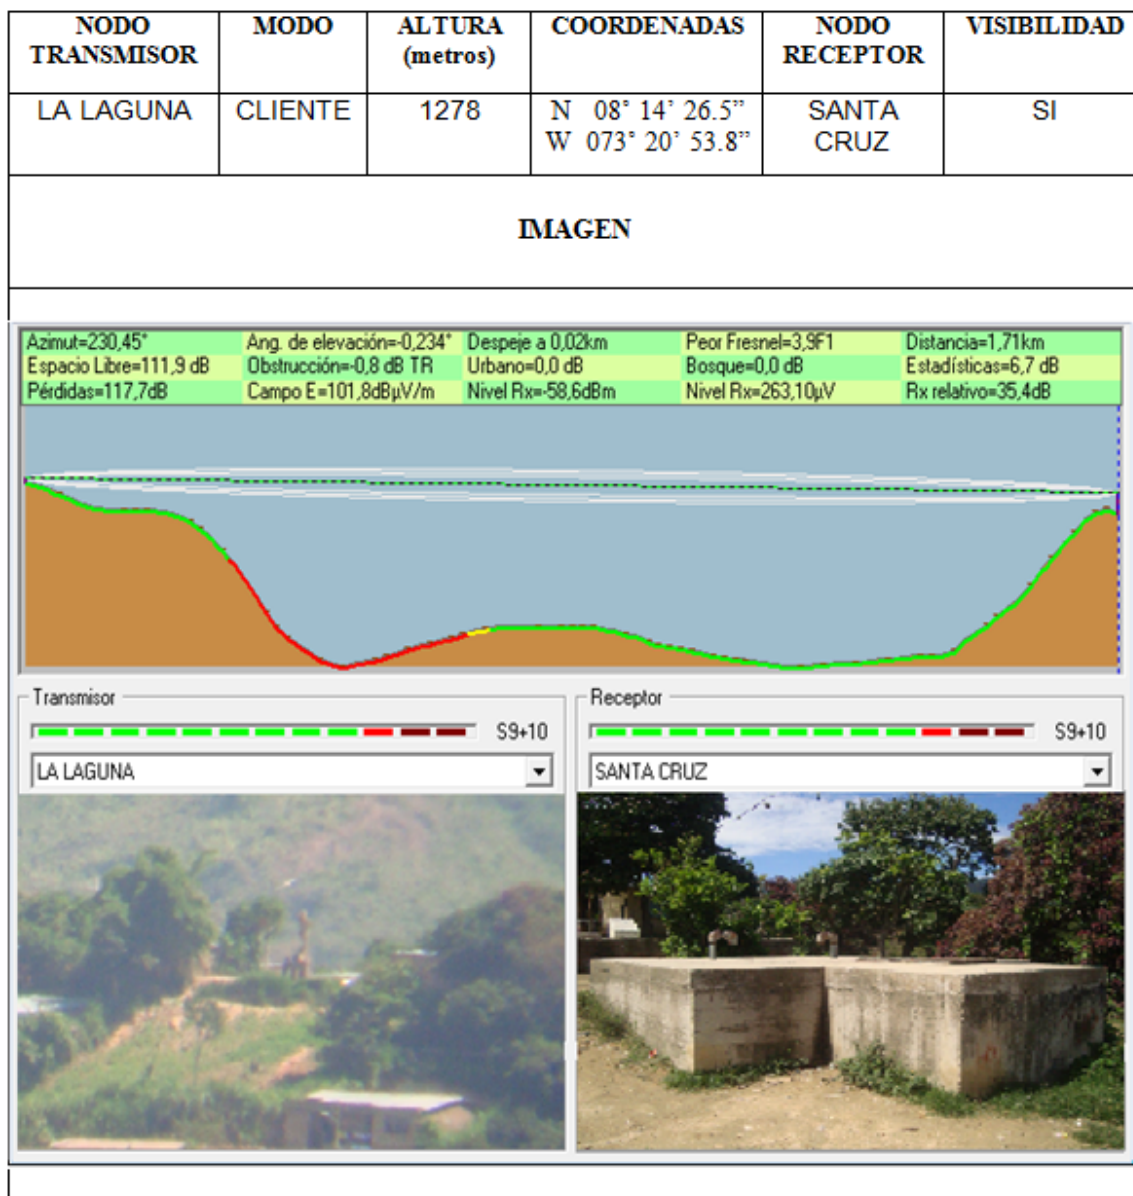 NODO TRANSMISOR
MODO
ALTURA (metros)
COORDENADAS
NODO RECEPTOR
VISIBILIDAD
LA LAGUNA
CLIENTE
1278
N 08° 14’ 26.5”
W 073° 20’ 53.8”
SANTA CRUZ
SI
IMAGEN
Azimut=230,45° Ang. de elevación=-0,234° Despeje a 0,02km Peor Fresnel=3,9F1 Distancia=1,71km
Espacio Libre=111,9 dB Obstrucción=-0,8 dB TR Urbano=0,0 dB Bosque=0,0 dB Estadísticas=6,7 dB
Pérdidas=117,7dB Campo E=101,8dBµV/m Nivel Rx=-58,6dBm Nivel Rx=263,10µV Rx relativo=35,4dB
Transmisor
S9+10
LA LAGUNA
Receptor
S9+10
SANTA CRUZ